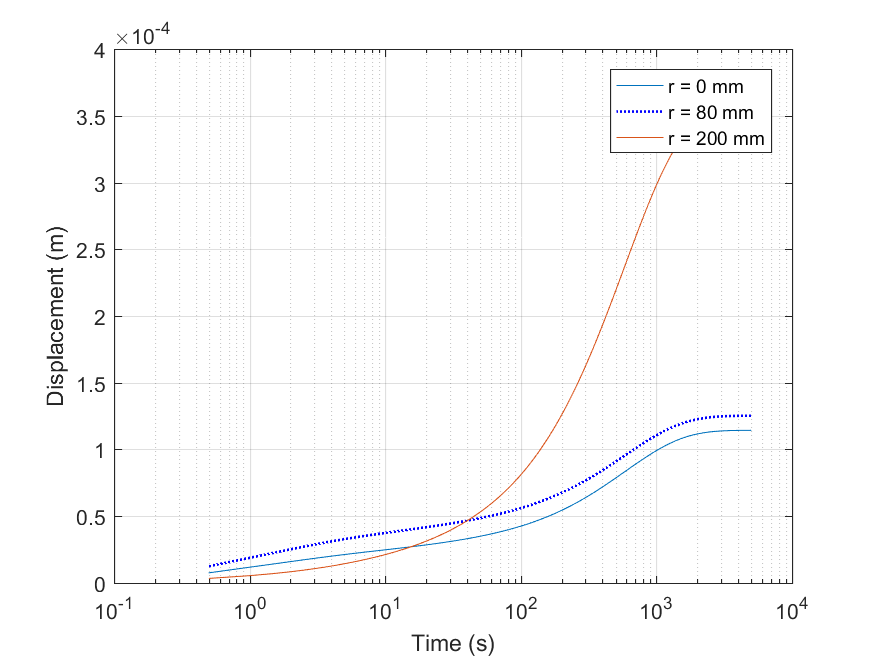 ×10⁻⁴
4
3.5
3
2.5
2
1.5
1
0.5
0
Displacement (m)
r = 0 mm
r = 80 mm
r = 200 mm
10⁻¹ 10⁰ 10¹ 10² 10³ 10⁴
Time (s)